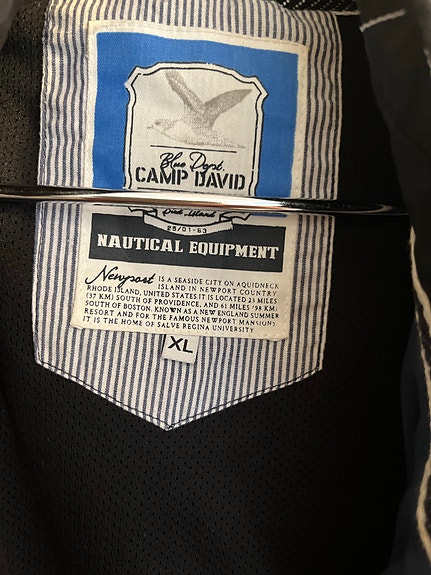 Blue Dept.
CAMP DAVID
Island
25/01-63
NAUTICAL EQUIPMENT
Newport IS A SEASIDE CITY ON AQUIDNECK
ISLAND IN NEWPORT COUNTRY
RHODE ISLAND, UNITED STATES.IT IS LOCATED 23 MILES
(37 KM) SOUTH OF PROVIDENCE, AND 61 MILES (98 KM)
SOUTH OF BOSTON. KNOWN AS A NEW ENGLAND SUMMER
RESORT AND FOR THE FAMOUS NEWPORT MANSIONS.
IT IS THE HOME OF SALVE REGINA UNIVERSITY
XL